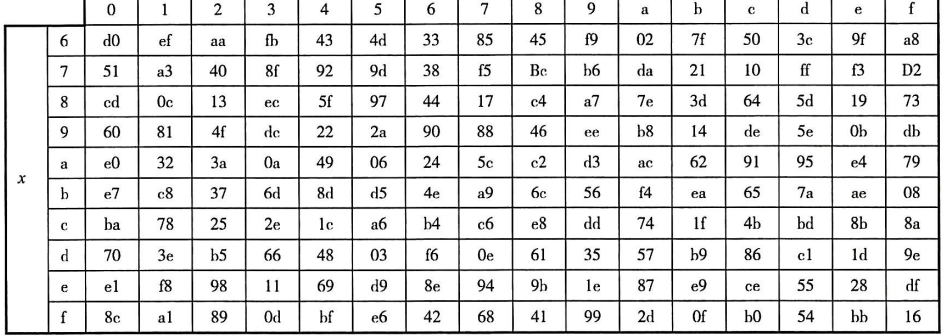 0 1 2 3 4 5 6 7 8 9 a b c d e f
6 d0 ef aa fb 43 4d 33 85 45 f9 02 7f 50 3c 9f a8
7 51 a3 40 8f 92 9d 38 f5 Bc b6 da 21 10 ff f3 D2
8 cd 0c 13 ec 5f 97 44 17 c4 a7 7e 3d 64 5d 19 73
9 60 81 4f dc 22 2a 90 88 46 ee b8 14 de 5e 0b db
x a e0 32 3a 0a 49 06 24 5c c2 d3 ac 62 91 95 e4 79
b e7 c8 37 6d 8d d5 4e a9 6c 56 f4 ea 65 7a ae 08
c ba 78 25 2e 1c a6 b4 c6 e8 dd 74 1f 4b bd 8b 8a
d 70 3e b5 66 48 03 f6 0e 61 35 57 b9 86 c1 1d 9e
e e1 f8 98 11 69 d9 8e 94 9b 1e 87 e9 ce 55 28 df
f 8c a1 89 0d bf e6 42 68 41 99 2d 0f b0 54 bb 16